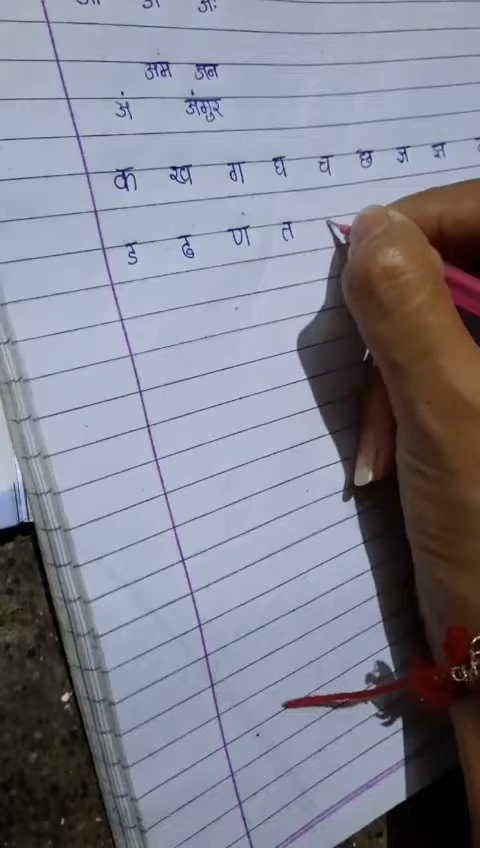 अः
अम अन
अं अंगुर
क ख ग घ च छ ज झ
ड ढ ण त